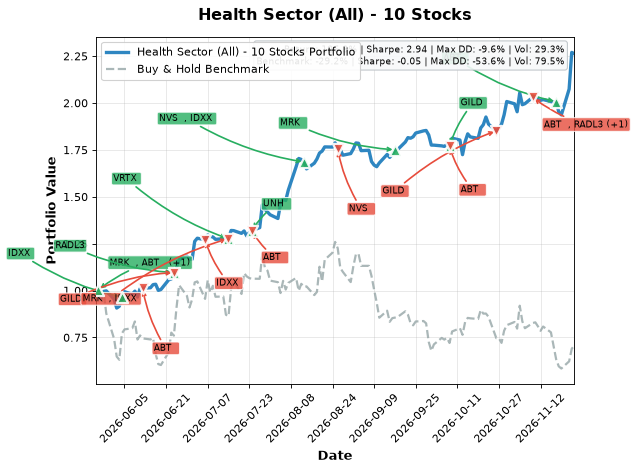 Health Sector (All) - 10 Stocks
Health Sector (All) - 10 Stocks Portfolio
Buy & Hold Benchmark
| Sharpe: 2.94 | Max DD: -9.6% | Vol: 29.3%
Sharpe: -0.05 | Max DD: -53.6% | Vol: 79.5%
Portfolio Value
2.25
2.00
1.75
1.50
1.00
0.75
NVS , IDXX
MRK
GILD
ABT , RADL3 (+1)
VRTX
UNH
NVS
GILD
ABT
IDXX
RADL3
MRK , ABT (+1)
ABT
IDXX
GILD
ABT
2026-06-05
2026-06-21
2026-07-07
2026-07-23
2026-08-08
2026-08-24
2026-09-09
2026-09-25
2026-10-11
2026-10-27
2026-11-12
Date